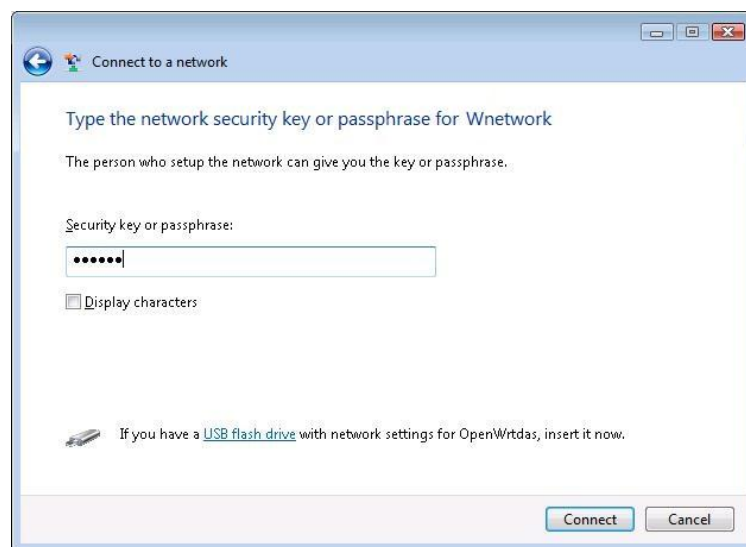 Connect to a network
Type the network security key or passphrase for Wnetwork
The person who setup the network can give you the key or passphrase.
Security key or passphrase:
••••••
Display characters
If you have a USB flash drive with network settings for OpenWrtdas, insert it now.
Connect Cancel